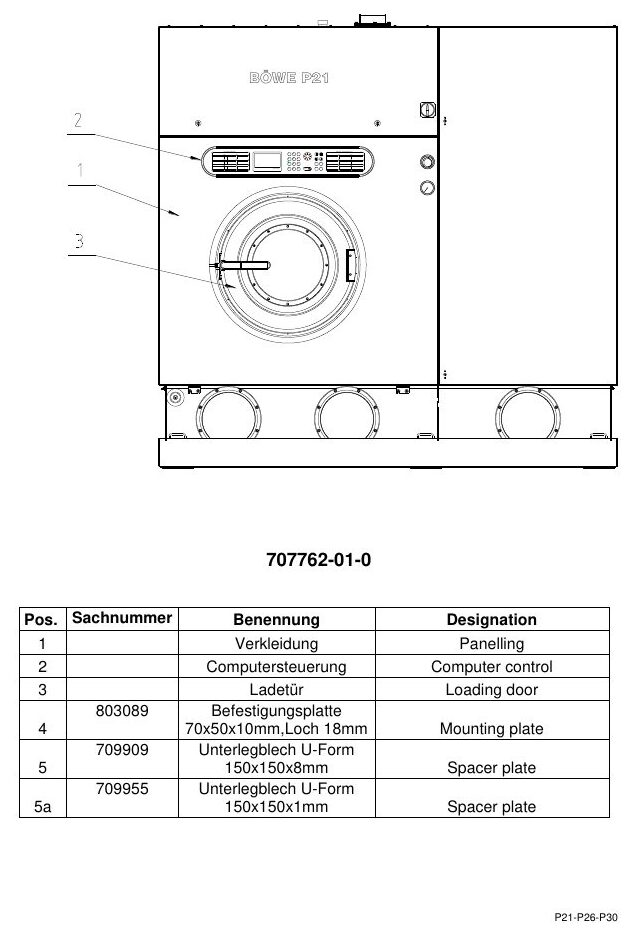 BÖWE P21
2
1
3
707762-01-0
Pos. Sachnummer Benennung Designation
1 Verkleidung Panelling
2 Computersteuerung Computer control
3 Ladetür Loading door
803089 Befestigungsplatte
4 70x50x10mm,Loch 18mm Mounting plate
709909 Unterlegblech U-Form
5 150x150x8mm Spacer plate
709955 Unterlegblech U-Form
5a 150x150x1mm Spacer plate
P21-P26-P30